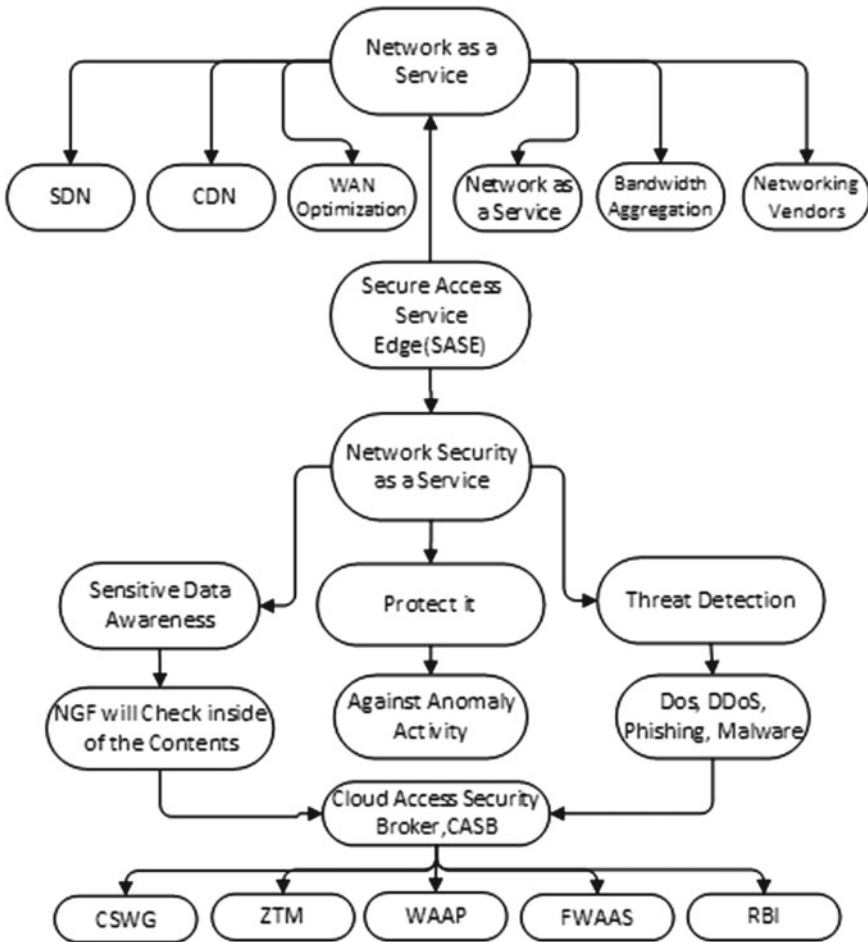 Network as a
Service
SDN
CDN
WAN
Optimization
Network as
a Service
Bandwidth
Aggregation
Networking
Vendors
Secure Access
Service
Edge(SASE)
Network Security
as a Service
Sensitive Data
Awareness
Protect it
Threat Detection
NGF will Check inside
of the Contents
Against Anomaly
Activity
Dos, DDoS,
Phishing, Malware
Cloud Access Security
Broker,CASB
CSWG
ZTM
WAAP
FWAAS
RBI